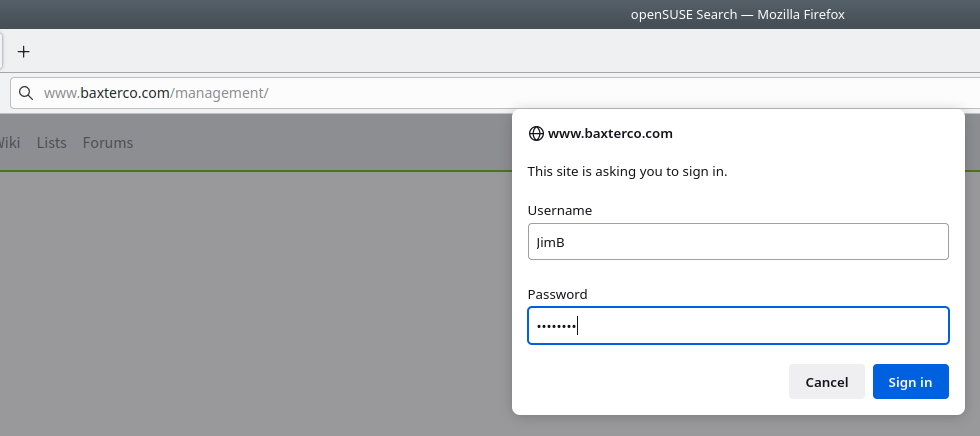 openSUSE Search — Mozilla Firefox
www.baxterco.com/management/
Wiki Lists Forums
www.baxterco.com
This site is asking you to sign in.
Username
JimB
Password
••••••••
Cancel Sign in